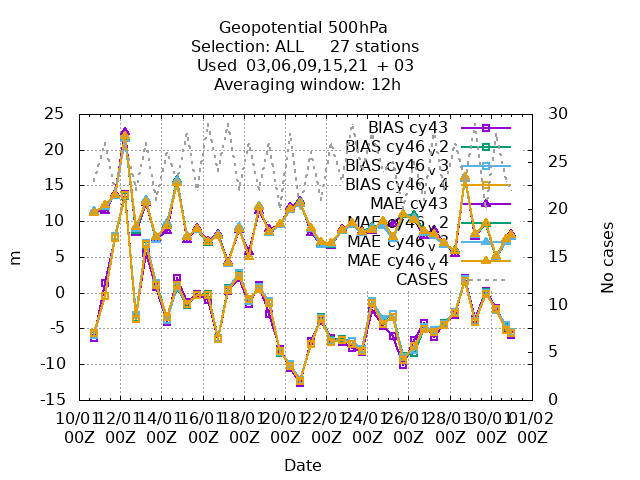 Geopotential 500hPa
Selection: ALL 27 stations
Used 03,06,09,15,21 + 03
Averaging window: 12h
25
20
15
10
5
0
-5
-10
-15
m
30
25
20
15
10
5
0
No cases
BIAS cy43
BIAS cy46_v2
BIAS cy46_v3
BIAS cy46_v4
MAE cy43
MAE cy46_v2
MAE cy46_v3
MAE cy46_v4
CASES
10/01 12/01 14/01 16/01 18/01 20/01 22/01 24/01 26/01 28/01 30/01 01/02
00Z 00Z 00Z 00Z 00Z 00Z 00Z 00Z 00Z 00Z 00Z 00Z
Date